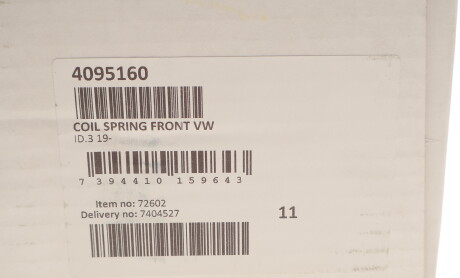 4095160
COIL SPRING FRONT VW
ID.3 19-
7 394410 159643
Item no: 72602
Delivery no: 7404527
11